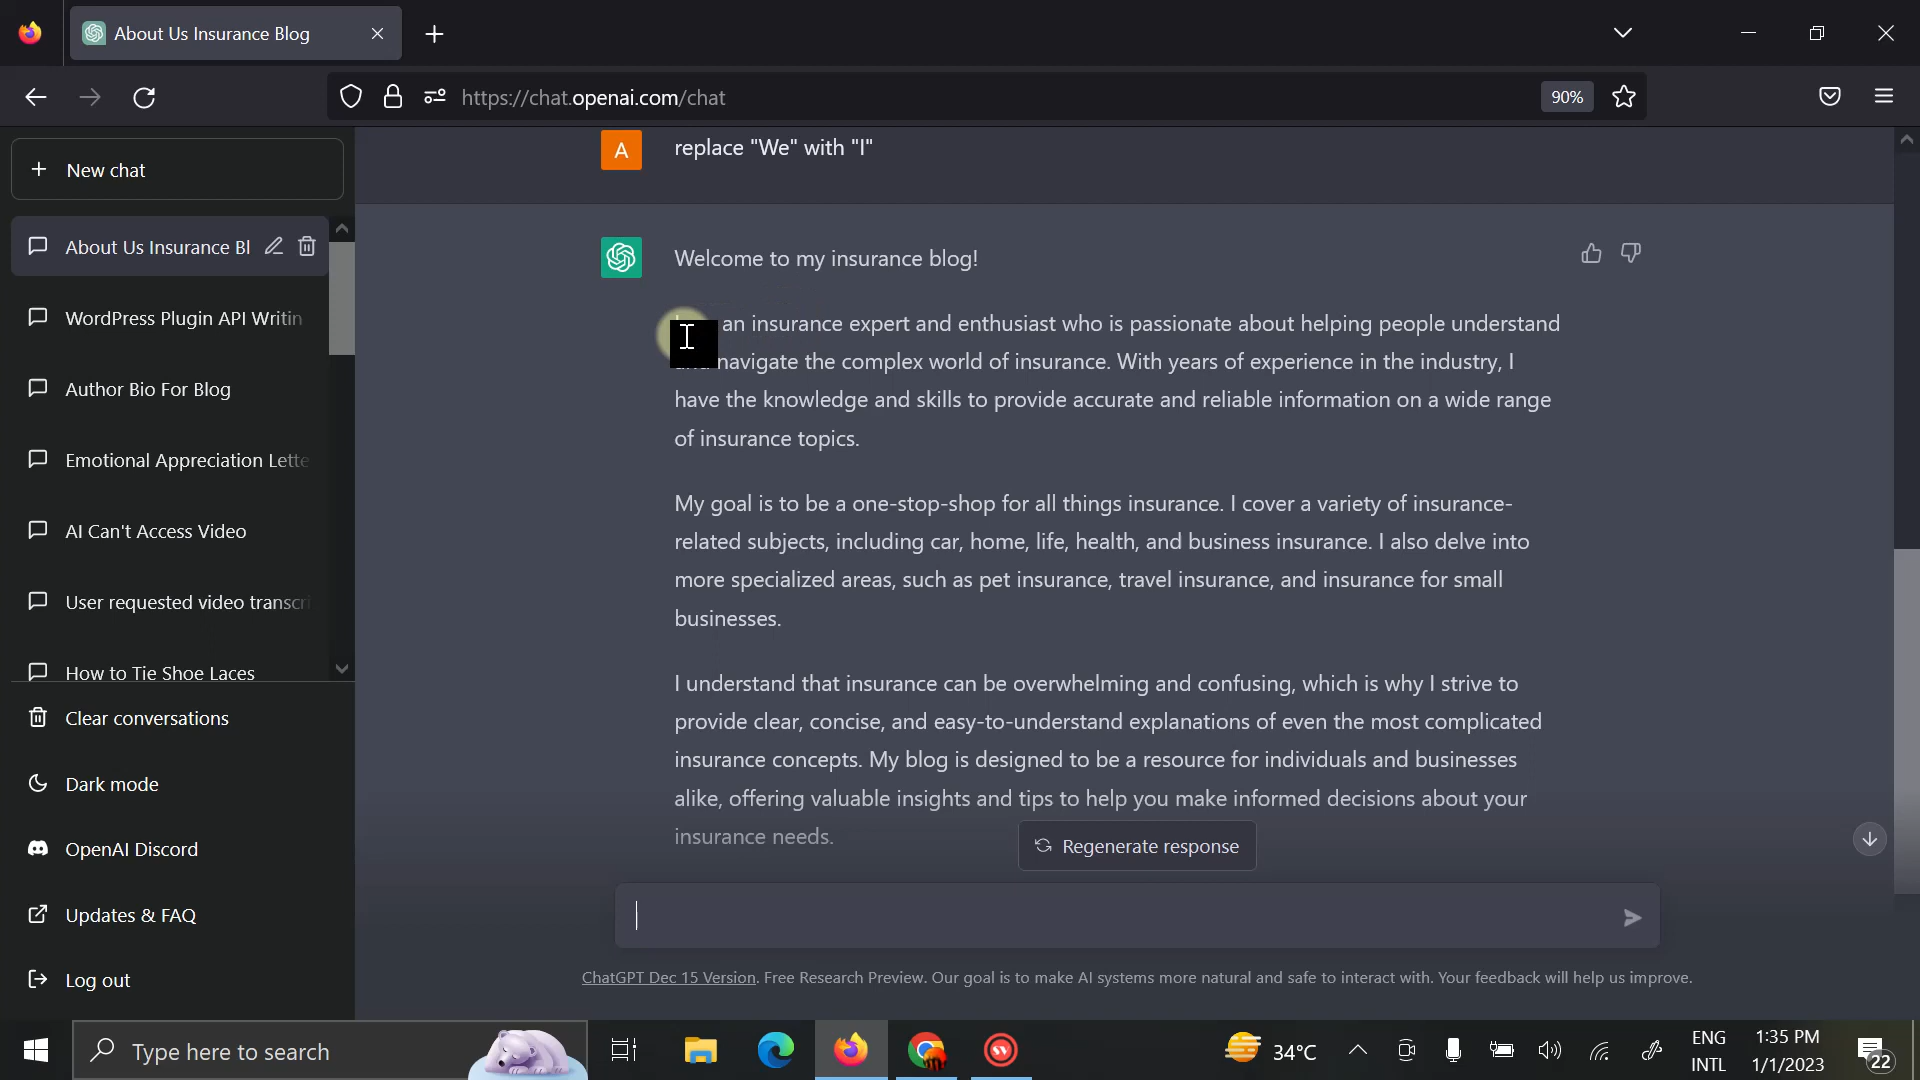 About Us Insurance Blog
https://chat.openai.com/chat
90%
New chat
About Us Insurance Bl
WordPress Plugin API Writin
Author Bio For Blog
Emotional Appreciation Lette
AI Can't Access Video
User requested video transcri
How to Tie Shoe Laces
Clear conversations
Dark mode
OpenAI Discord
Updates & FAQ
Log out
A
replace "We" with "I"
Welcome to my insurance blog!
an insurance expert and enthusiast who is passionate about helping people understand
navigate the complex world of insurance. With years of experience in the industry, I
have the knowledge and skills to provide accurate and reliable information on a wide range
of insurance topics.
My goal is to be a one-stop-shop for all things insurance. I cover a variety of insurance-
related subjects, including car, home, life, health, and business insurance. I also delve into
more specialized areas, such as pet insurance, travel insurance, and insurance for small
businesses.
I understand that insurance can be overwhelming and confusing, which is why I strive to
provide clear, concise, and easy-to-understand explanations of even the most complicated
insurance concepts. My blog is designed to be a resource for individuals and businesses
alike, offering valuable insights and tips to help you make informed decisions about your
insurance needs.
Regenerate response
ChatGPT Dec 15 Version. Free Research Preview. Our goal is to make AI systems more natural and safe to interact with. Your feedback will help us improve.
Type here to search
34°C
ENG
INTL
1:35 PM
1/1/2023
22